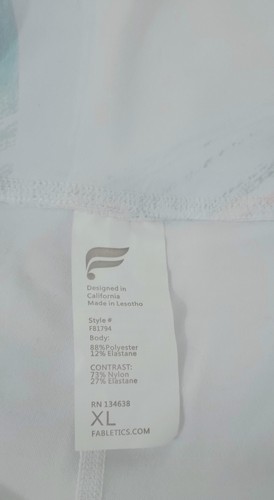 Designed in
California
Made in Lesotho
Style #
FB1794
Body:
88%Polyester
12% Elastane
CONTRAST:
73% Nylon
27% Elastane
RN 134638
XL
FABLETICS.COM